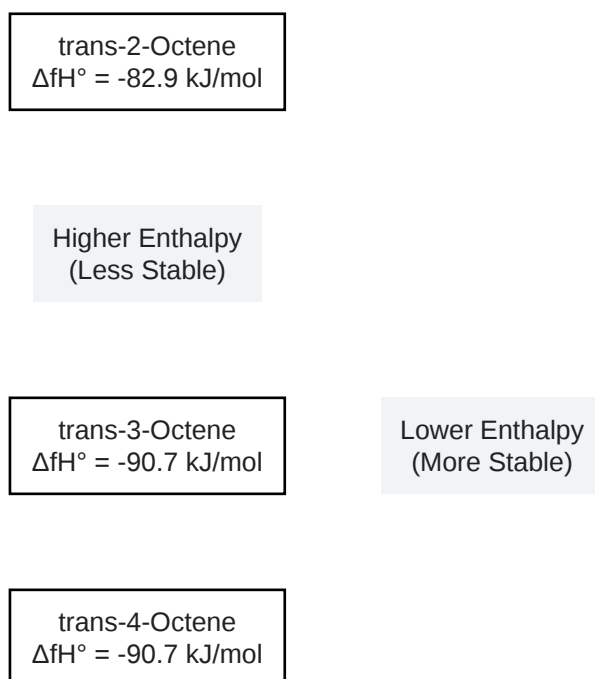 trans-2-Octene
ΔfH° = -82.9 kJ/mol
Higher Enthalpy
(Less Stable)
trans-3-Octene
ΔfH° = -90.7 kJ/mol
Lower Enthalpy
(More Stable)
trans-4-Octene
ΔfH° = -90.7 kJ/mol